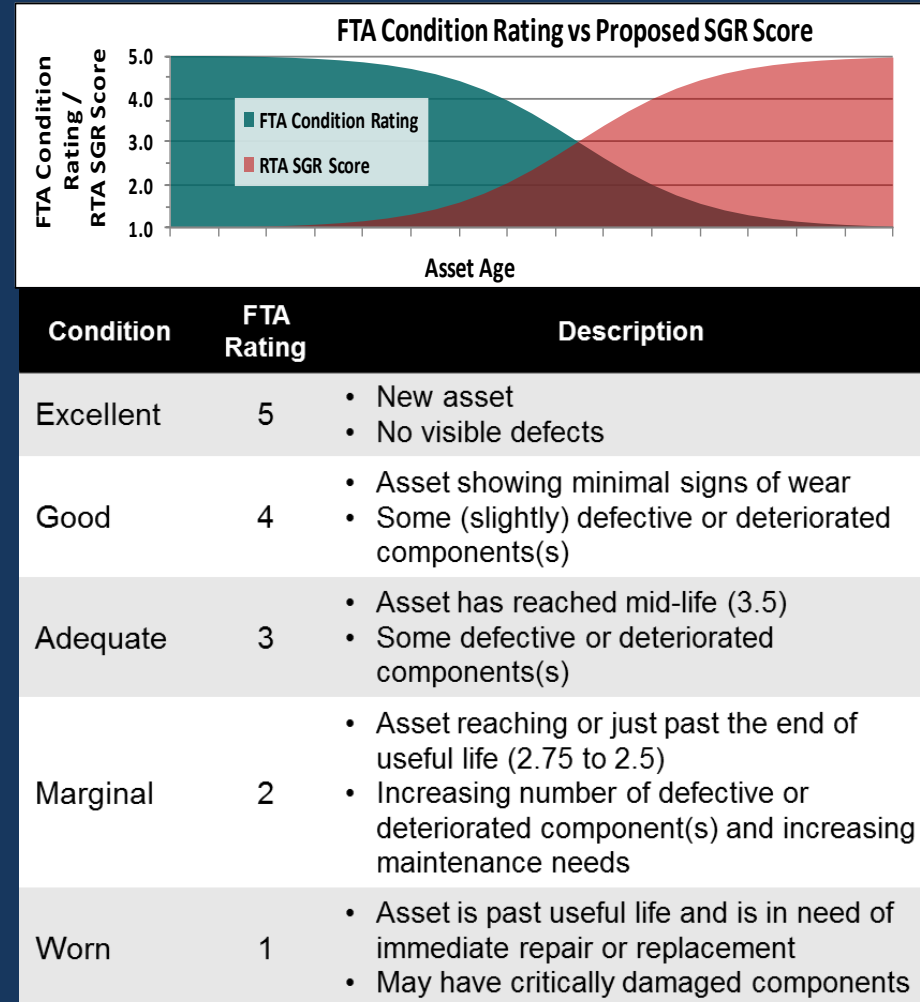 FTA Condition Rating vs Proposed SGR Score
FTA Condition
Rating /
RTA SGR Score
5.0
4.0
3.0
2.0
1.0
FTA Condition Rating
RTA SGR Score
Asset Age
Condition FTA Rating Description
Excellent 5
• New asset
• No visible defects
Good 4
• Asset showing minimal signs of wear
• Some (slightly) defective or deteriorated
components(s)
Adequate 3
• Asset has reached mid-life (3.5)
• Some defective or deteriorated
components(s)
Marginal 2
• Asset reaching or just past the end of
useful life (2.75 to 2.5)
• Increasing number of defective or
deteriorated component(s) and increasing
maintenance needs
Worn 1
• Asset is past useful life and is in need of
immediate repair or replacement
• May have critically damaged components